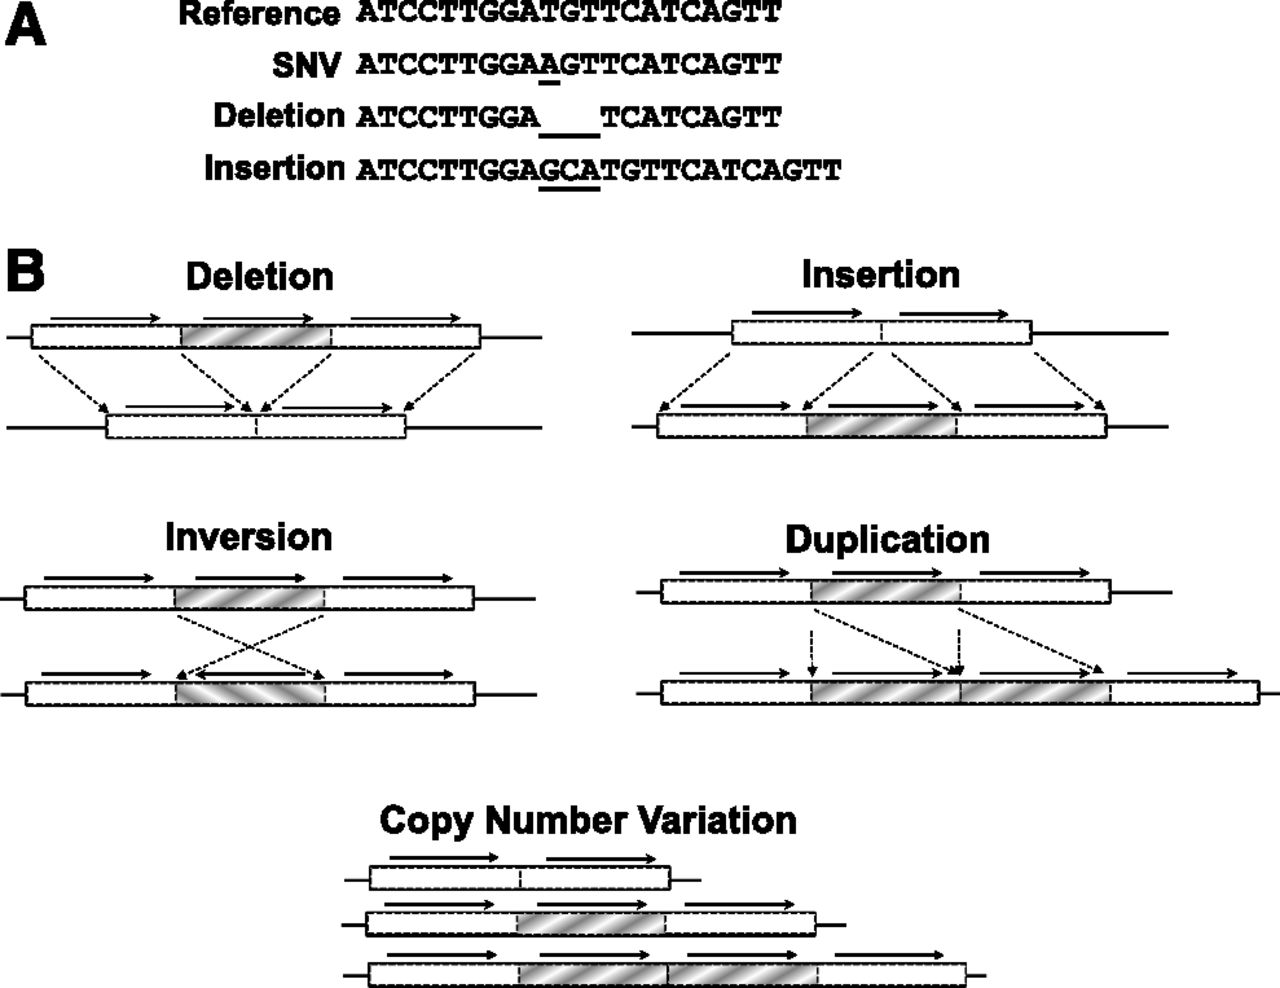 A
Reference ATCCTTGGATGTTCATCAGTT
SNV ATCCTTGGAAGTTCATCAGTT
Deletion ATCCTTGGA___TCATCAGTT
Insertion ATCCTTGGAGCATGTTCATCAGTT
B
Deletion
Insertion
Inversion
Duplication
Copy Number Variation